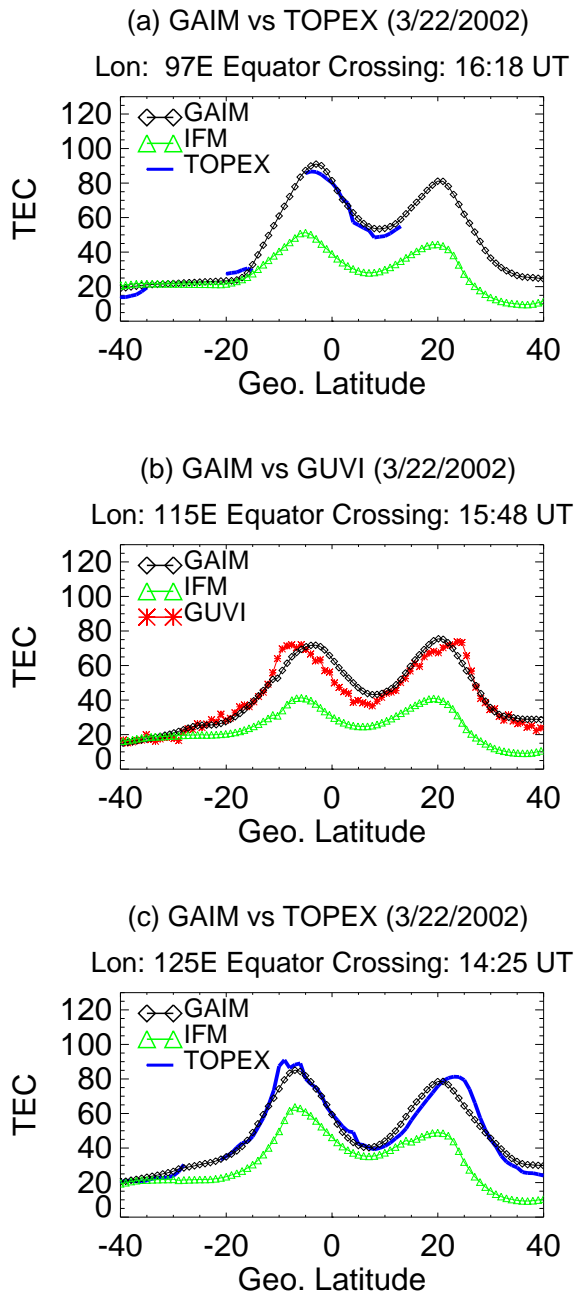 (a) GAIM vs TOPEX (3/22/2002)
Lon:  97E Equator Crossing: 16:18 UT
120
100
80
60
40
20
0
TEC
GAIM
IFM
TOPEX
-40 -20 0 20 40
Geo. Latitude
(b) GAIM vs GUVI (3/22/2002)
Lon: 115E Equator Crossing: 15:48 UT
120
100
80
60
40
20
0
TEC
GAIM
IFM
GUVI
-40 -20 0 20 40
Geo. Latitude
(c) GAIM vs TOPEX (3/22/2002)
Lon: 125E Equator Crossing: 14:25 UT
120
100
80
60
40
20
0
TEC
GAIM
IFM
TOPEX
-40 -20 0 20 40
Geo. Latitude